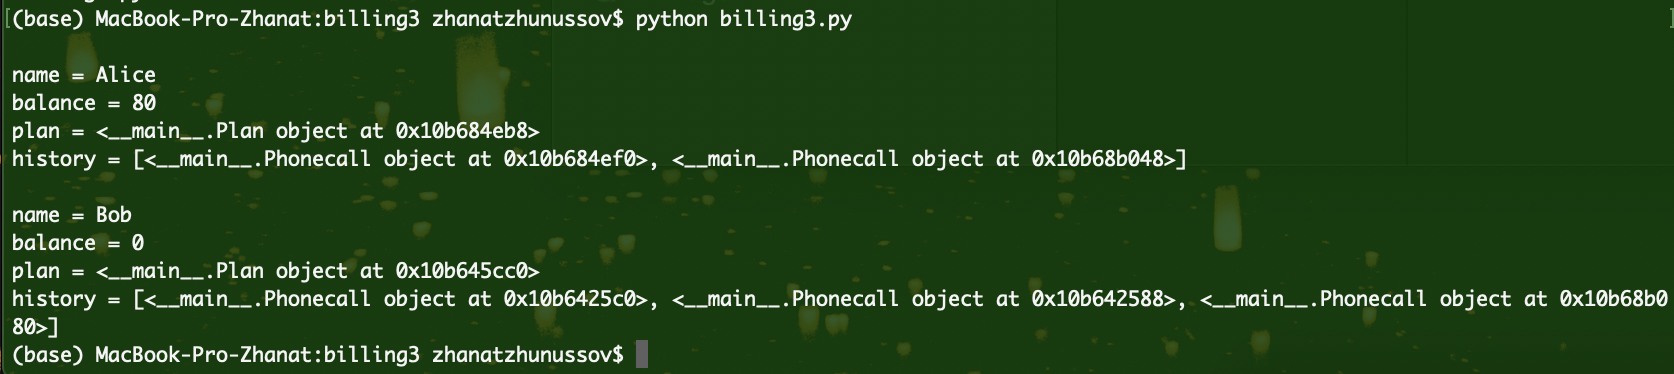 (base) MacBook-Pro-Zhanat:billing3 zhanatzhunussov$ python billing3.py
name = Alice
balance = 80
plan = <__main__.Plan object at 0x10b684eb8>
history = [<__main__.Phonecall object at 0x10b684ef0>, <__main__.Phonecall object at 0x10b68b048>]
name = Bob
balance = 0
plan = <__main__.Plan object at 0x10b645cc0>
history = [<__main__.Phonecall object at 0x10b6425c0>, <__main__.Phonecall object at 0x10b642588>, <__main__.Phonecall object at 0x10b68b0
80>]
(base) MacBook-Pro-Zhanat:billing3 zhanatzhunussov$